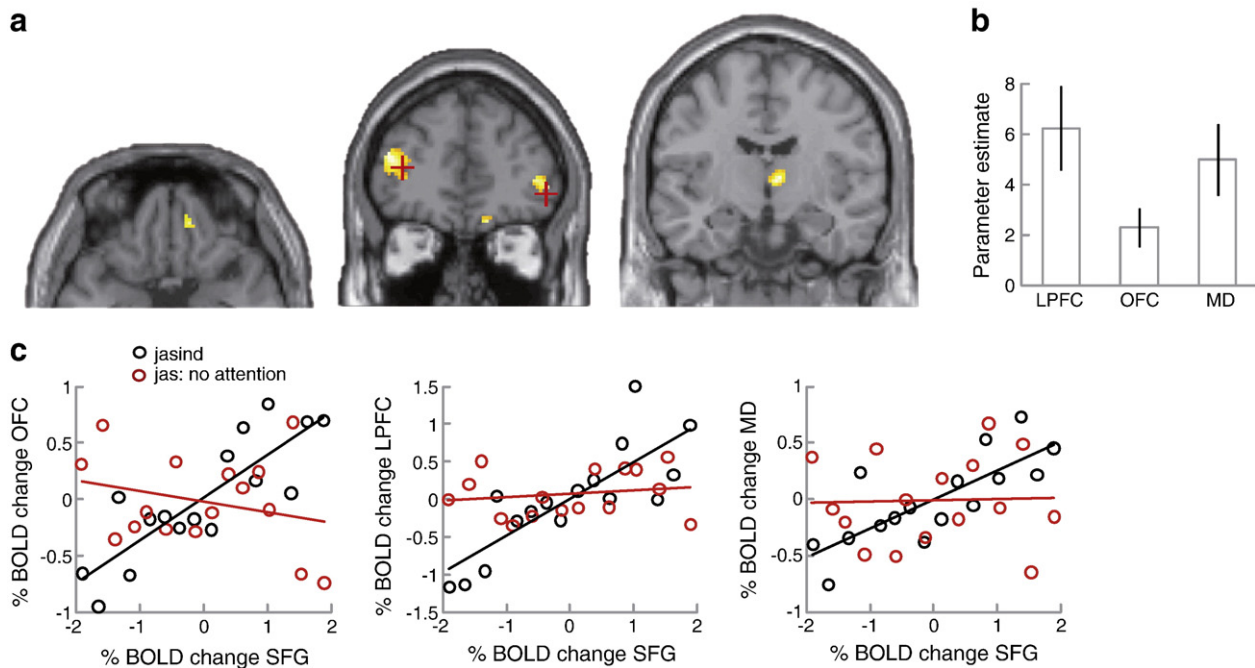 a
b
8
6
4
2
0
Parameter estimate
LPFC OFC MD
c
jasind
jas: no attention
1
0.5
0
-0.5
-1
% BOLD change OFC
-2 -1 0 1 2
% BOLD change SFG
1.5
1
0.5
0
-0.5
-1
-1.5
% BOLD change LPFC
-2 -1 0 1 2
% BOLD change SFG
1
0.5
0
-0.5
-1
% BOLD change MD
-2 -1 0 1 2
% BOLD change SFG